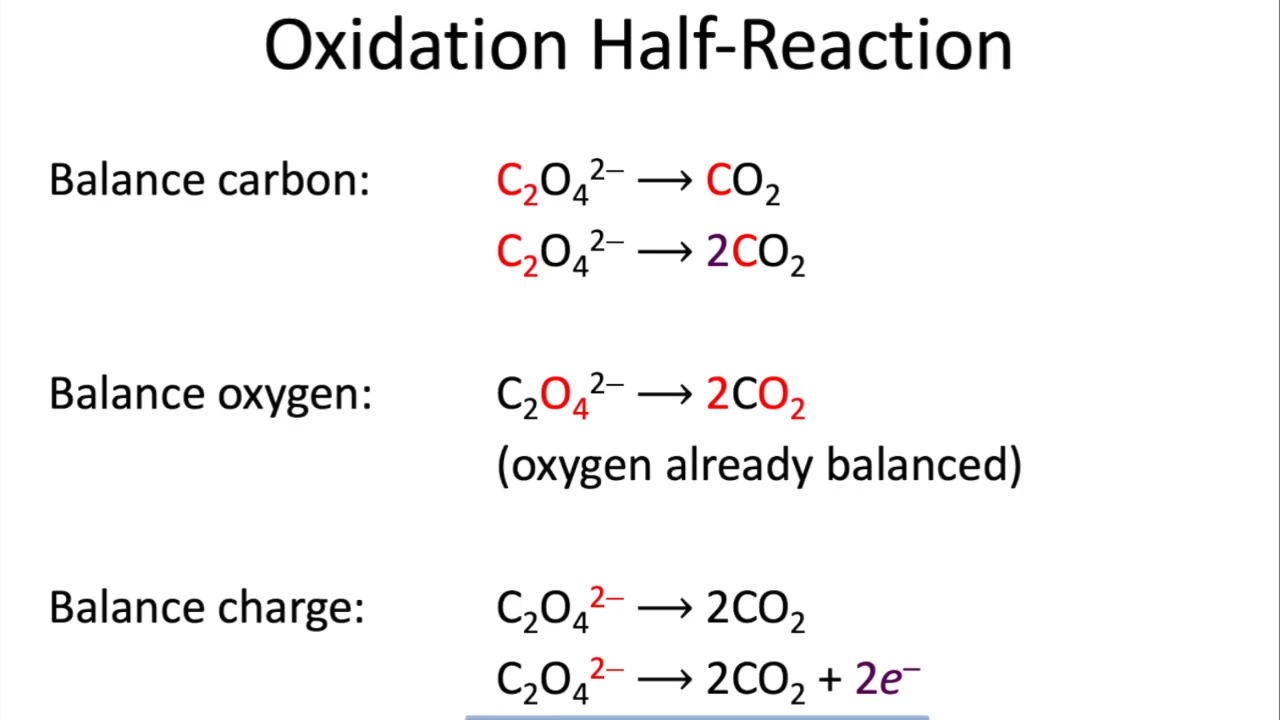 Oxidation Half-Reaction
Balance carbon: C₂O₄²⁻ ⟶ CO₂
C₂O₄²⁻ ⟶ 2CO₂
Balance oxygen: C₂O₄²⁻ ⟶ 2CO₂
(oxygen already balanced)
Balance charge: C₂O₄²⁻ ⟶ 2CO₂
C₂O₄²⁻ ⟶ 2CO₂ + 2e⁻